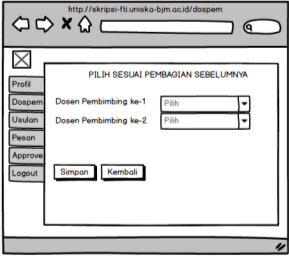 http://skripsi-fti.uniska-bjm.ac.id/dospem
PILIH SESUAI PEMBAGIAN SEBELUMNYA
Profil
Dospem
Usulan
Pesan
Approve
Logout
Dosen Pembimbing ke-1 Pilih
Dosen Pembimbing ke-2 Pilih
Simpan Kembali